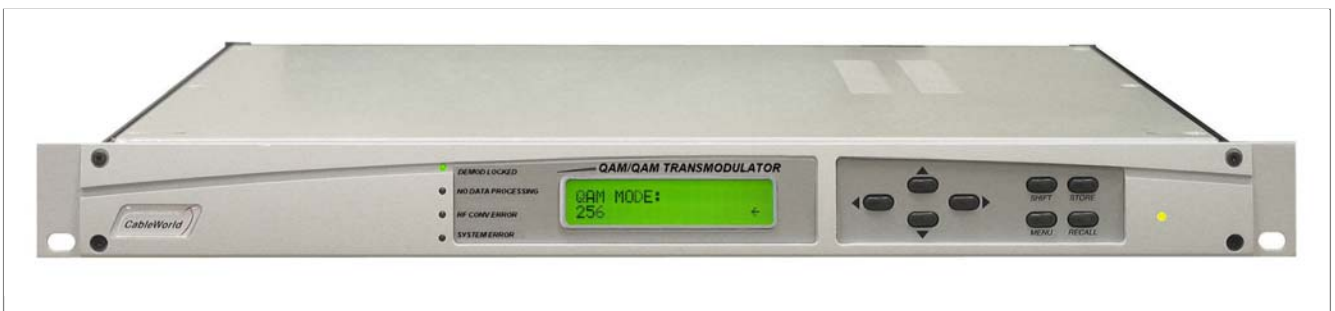 DEMOD LOCKED
NO DATA PROCESSING
RF CONV ERROR
SYSTEM ERROR
QAM/QAM TRANSMODULATOR
QAM MODE:
256 ←
CableWorld
SHIFT STORE
MENU RECALL